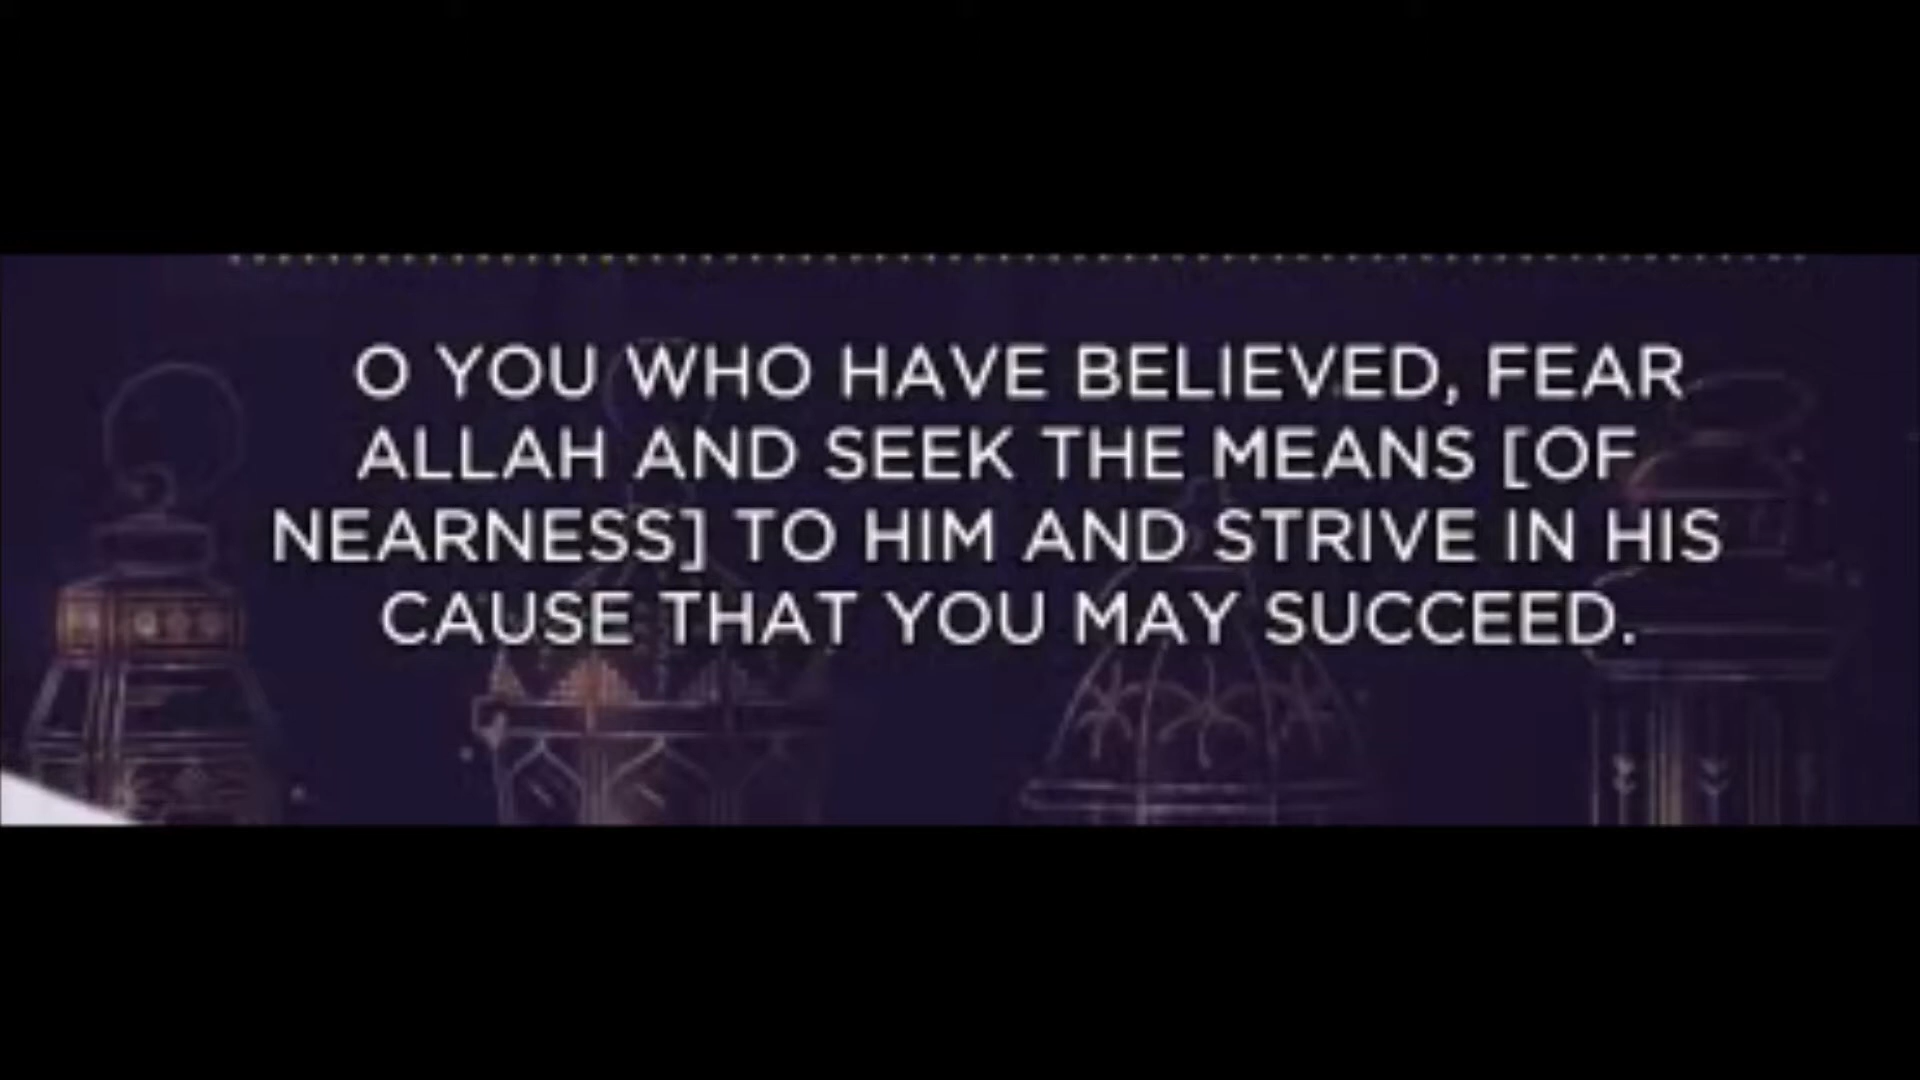 O YOU WHO HAVE BELIEVED, FEAR
ALLAH AND SEEK THE MEANS [OF
NEARNESS] TO HIM AND STRIVE IN HIS
CAUSE THAT YOU MAY SUCCEED.